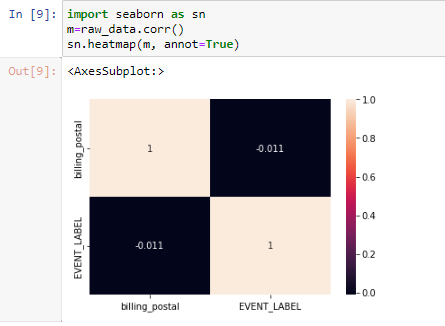 In [9]:
import seaborn as sn
m=raw_data.corr()
sn.heatmap(m, annot=True)
Out[9]:
<AxesSubplot:>
billing_postal
EVENT_LABEL
1
-0.011
-0.011
1
billing_postal
EVENT_LABEL
1.0
0.8
0.6
0.4
0.2
0.0